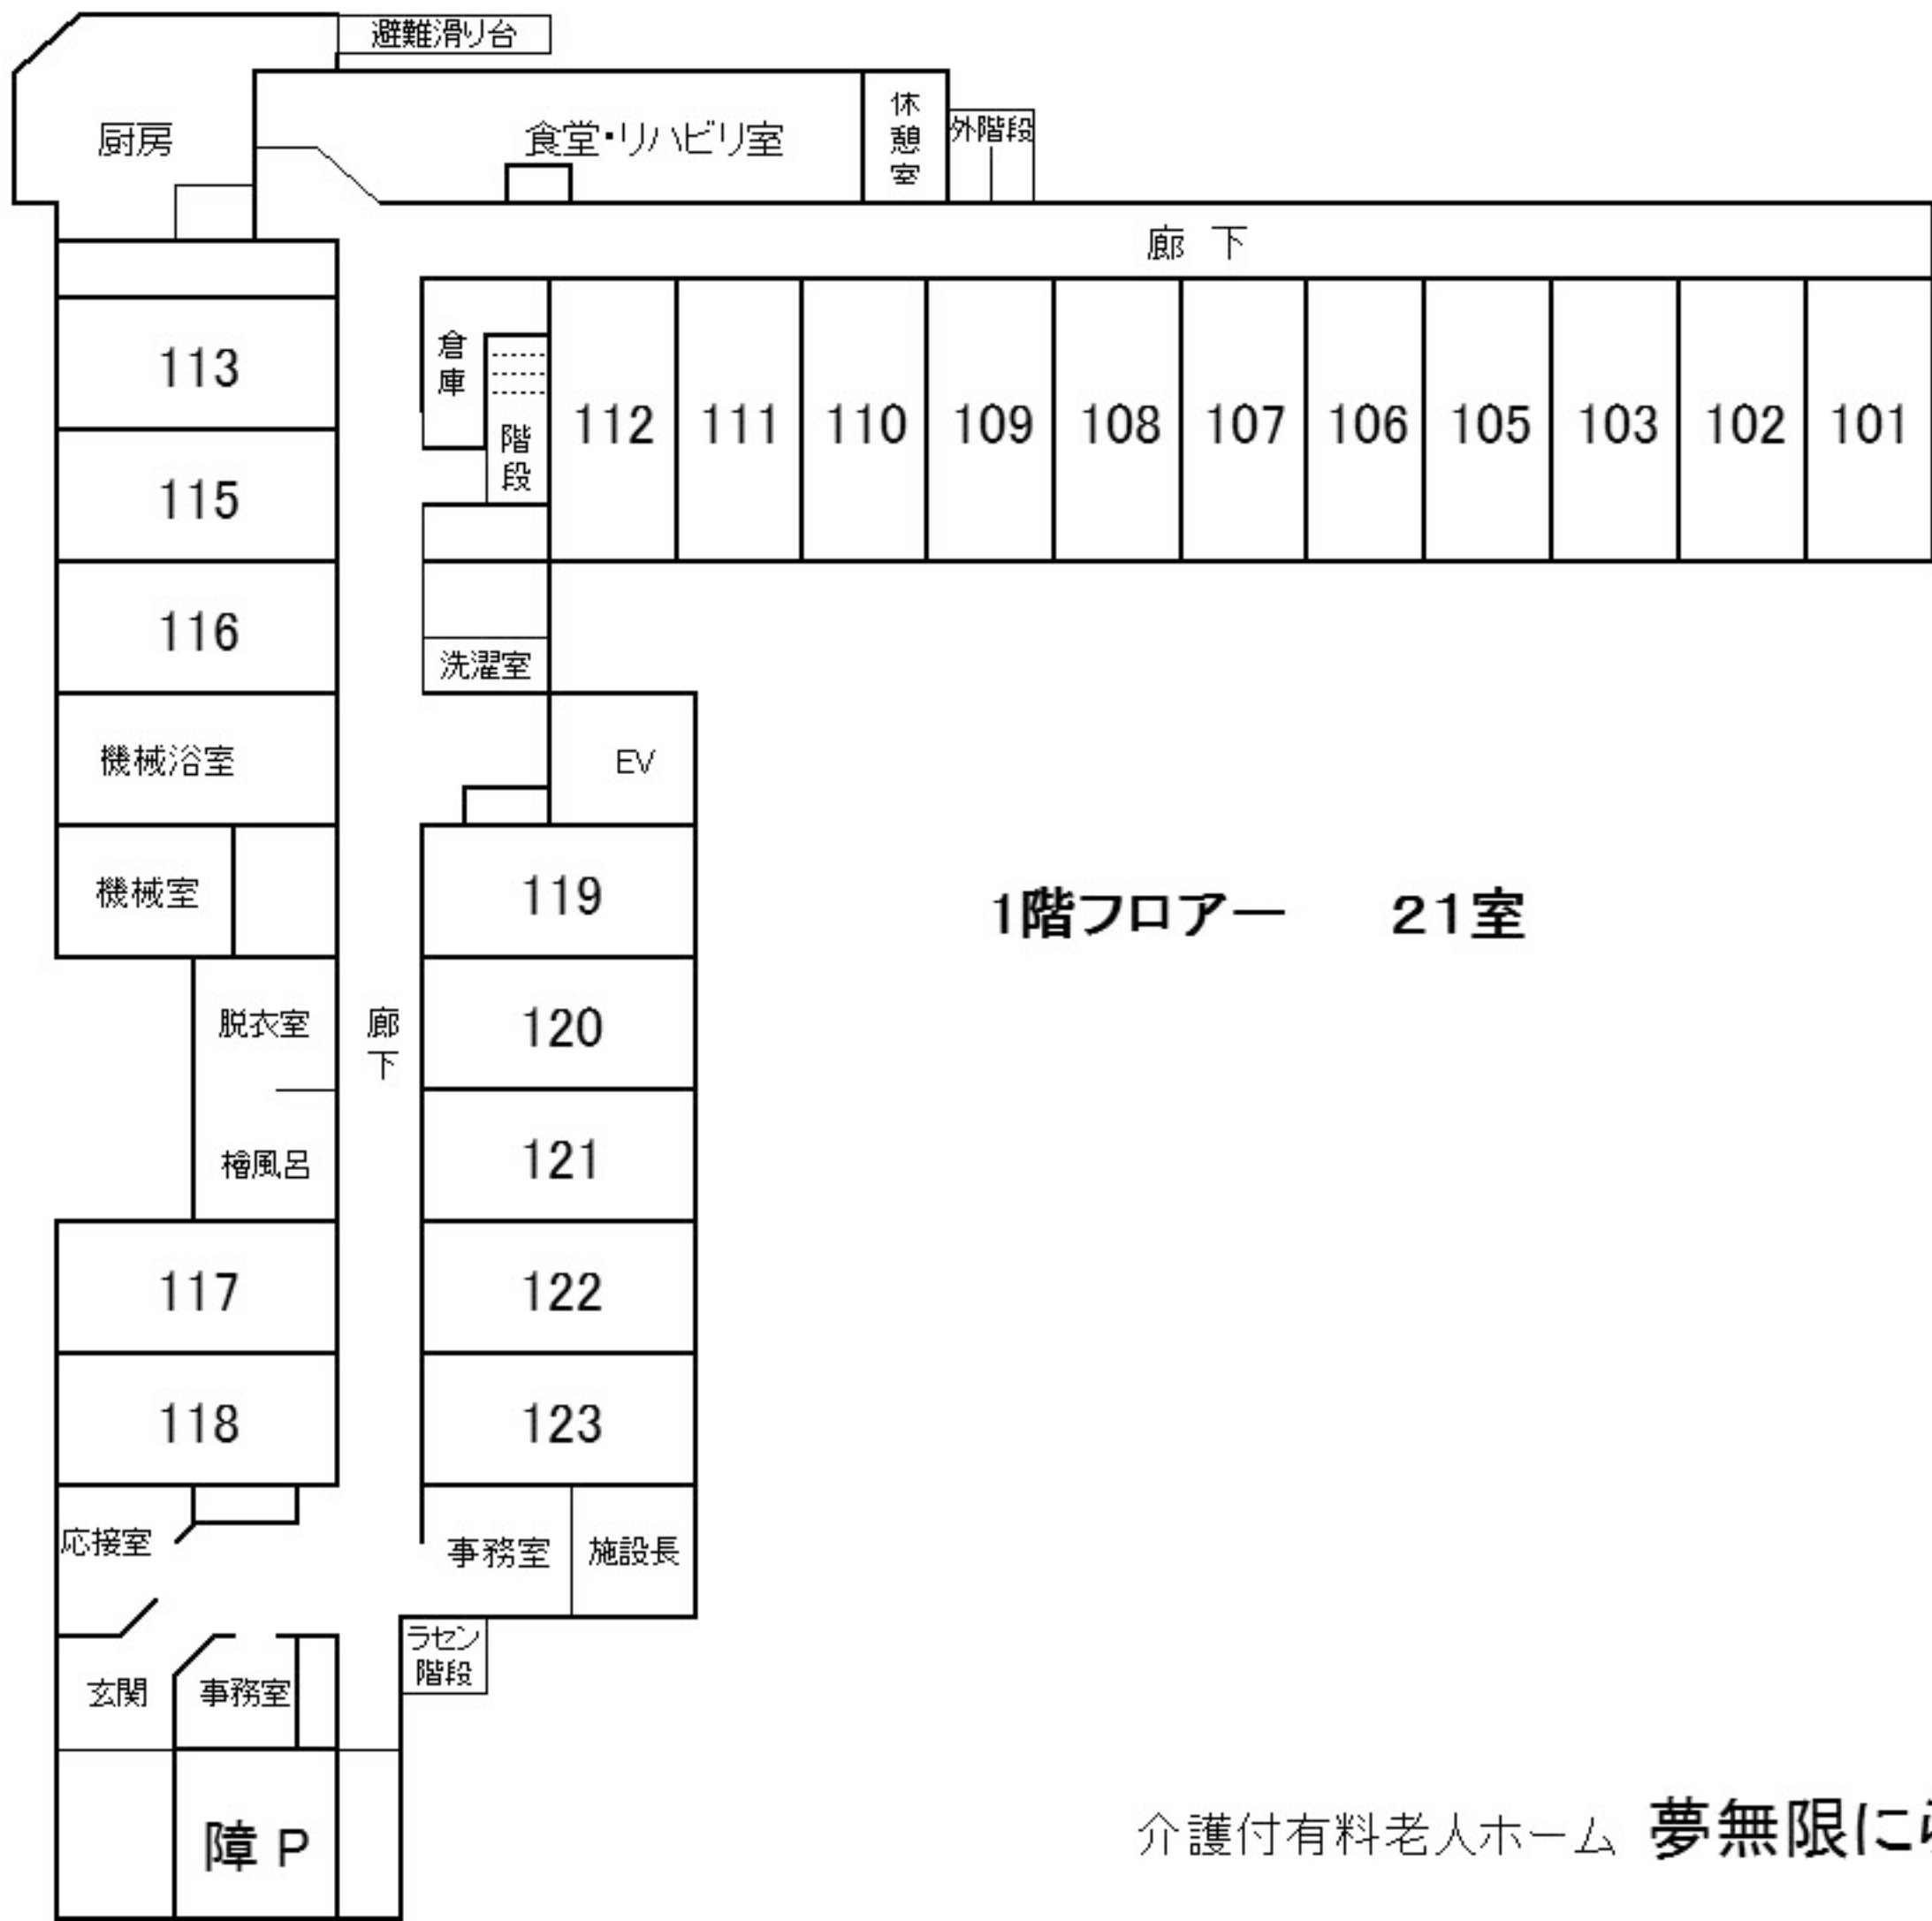 避難滑り台
厨房
食堂・リハビリ室
休憩室
外階段
廊 下
倉庫
階段
112
111
110
109
108
107
106
105
103
102
101
113
115
116
洗濯室
機械浴室
EV
機械室
119
1階フロアー 21室
脱衣室
廊下
120
檜風呂
121
117
122
118
123
応接室
事務室
施設長
ラセン
階段
玄関
事務室
障 P
介護付有料老人ホーム 夢無限に